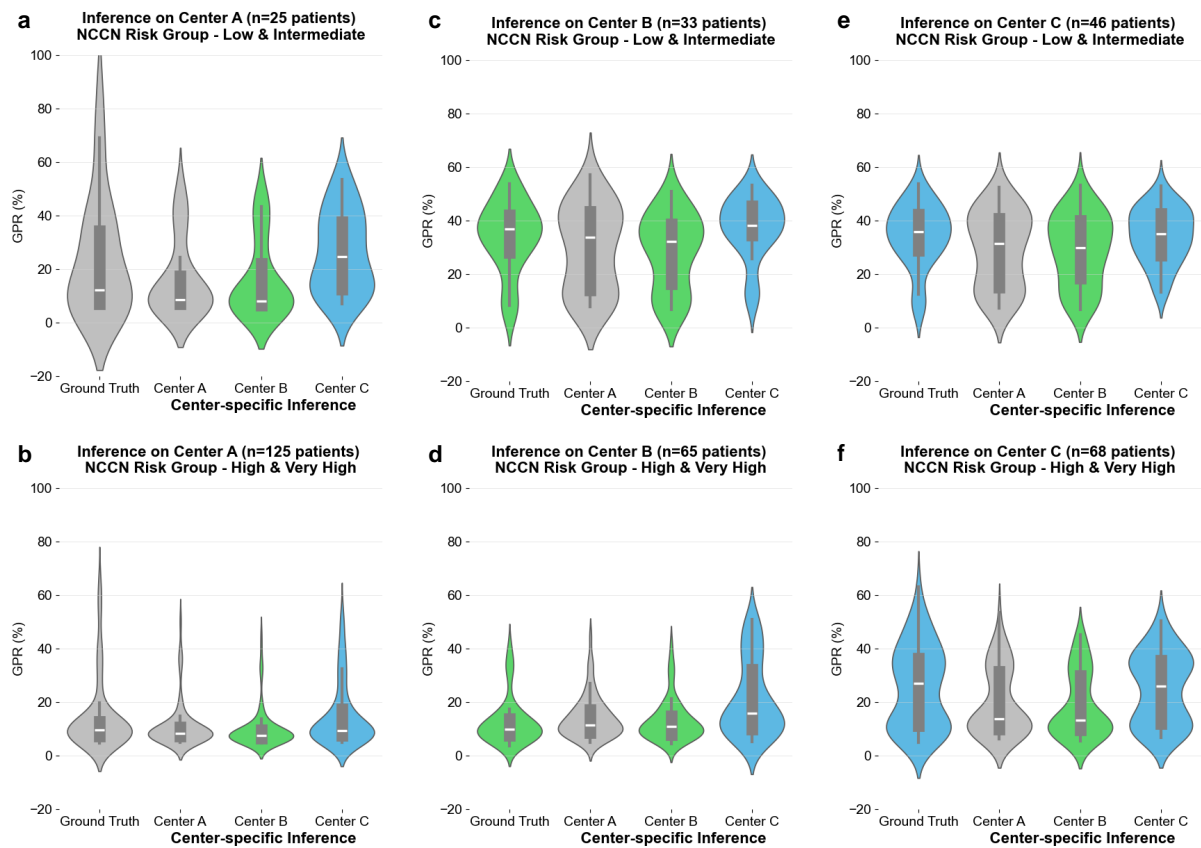 a
Inference on Center A (n=25 patients)
NCCN Risk Group - Low & Intermediate
100
80
60
40
20
0
−20
GPR (%)
Ground Truth Center A Center B Center C
Center-specific Inference
c
Inference on Center B (n=33 patients)
NCCN Risk Group - Low & Intermediate
100
80
60
40
20
0
−20
GPR (%)
Ground Truth Center A Center B Center C
Center-specific Inference
e
Inference on Center C (n=46 patients)
NCCN Risk Group - Low & Intermediate
100
80
60
40
20
0
−20
GPR (%)
Ground Truth Center A Center B Center C
Center-specific Inference
b
Inference on Center A (n=125 patients)
NCCN Risk Group - High & Very High
100
80
60
40
20
0
−20
GPR (%)
Ground Truth Center A Center B Center C
Center-specific Inference
d
Inference on Center B (n=65 patients)
NCCN Risk Group - High & Very High
100
80
60
40
20
0
−20
GPR (%)
Ground Truth Center A Center B Center C
Center-specific Inference
f
Inference on Center C (n=68 patients)
NCCN Risk Group - High & Very High
100
80
60
40
20
0
−20
GPR (%)
Ground Truth Center A Center B Center C
Center-specific Inference